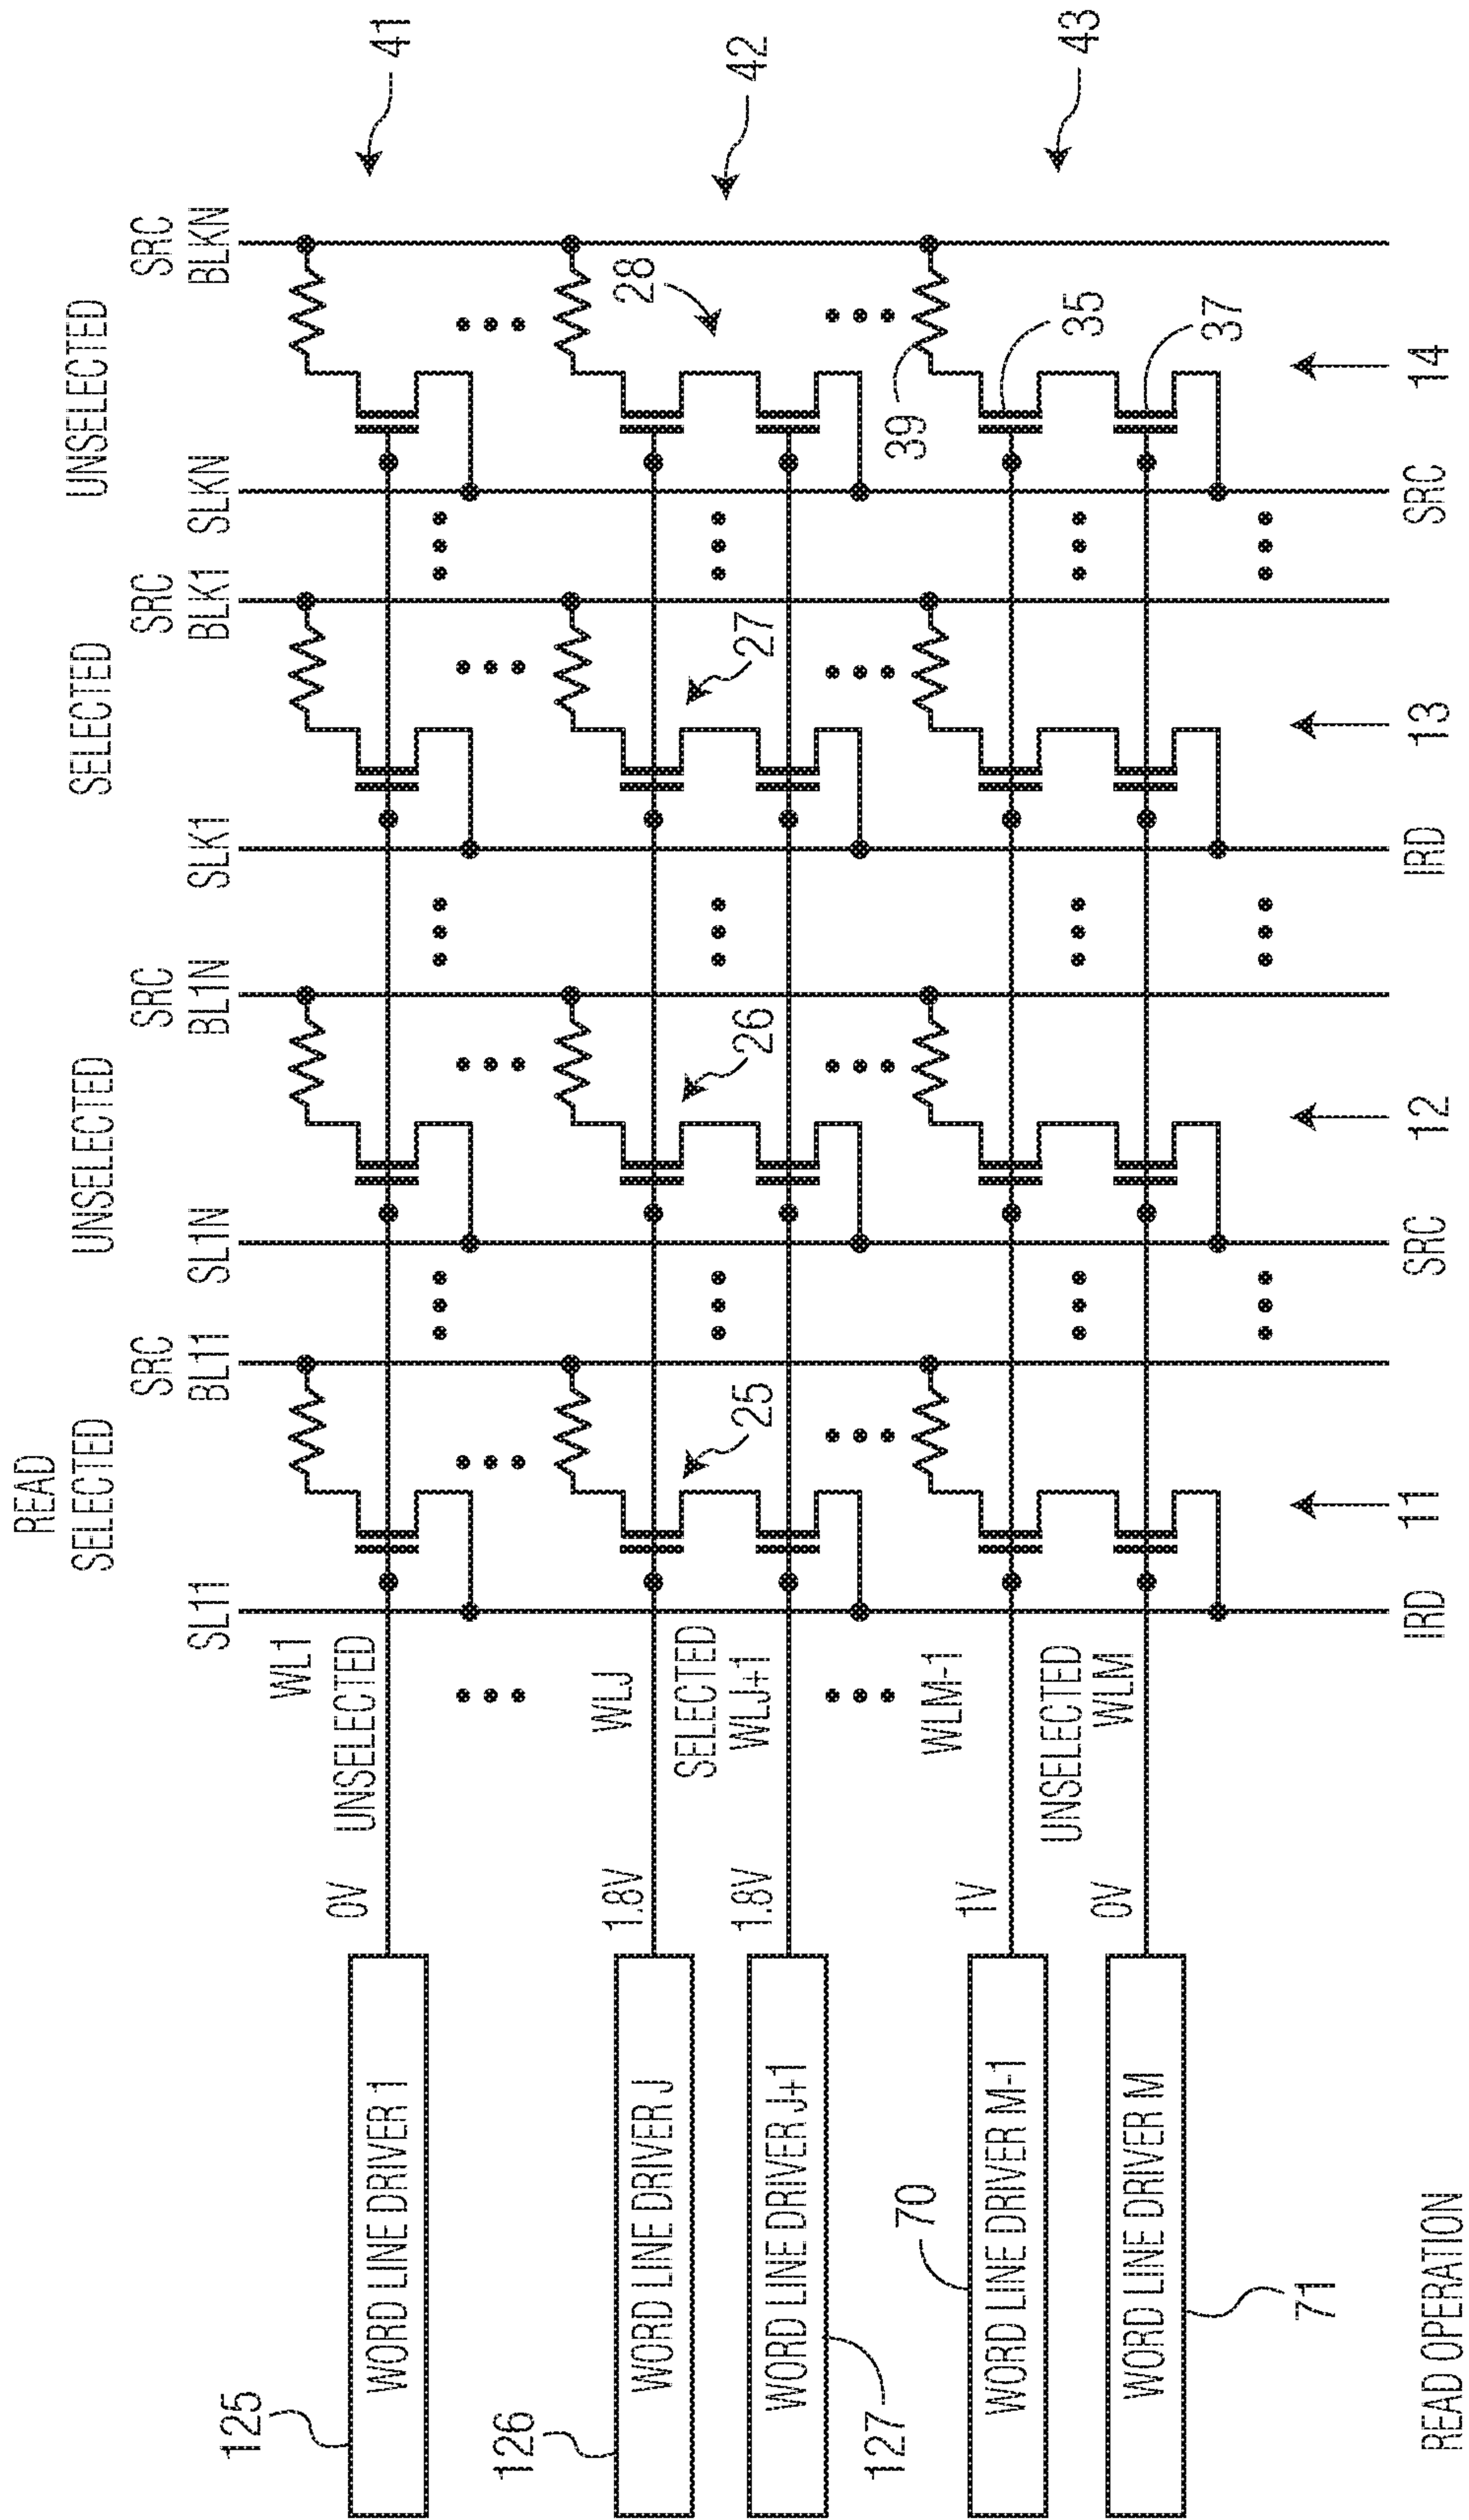 READ
SELECTED
UNSELECTED
SELECTED
UNSELECTED
SRC
SRC
SRC
SRC
SL11
BL11
SL1N
BL1N
SLK1
BLK1
SLKN
BLKN
125
WORD LINE DRIVER 1
0V
WL1
UNSELECTED
41
126
WORD LINE DRIVER J
1.8V
WLJ
SELECTED
25
26
27
28
42
WORD LINE DRIVER J+1
1.8V
WLJ+1
127
70
WORD LINE DRIVER M-1
1V
WLM-1
UNSELECTED
39
35
43
WORD LINE DRIVER M
0V
WLM
37
71
11
12
13
14
IRD
SRC
IRD
SRC
READ OPERATION